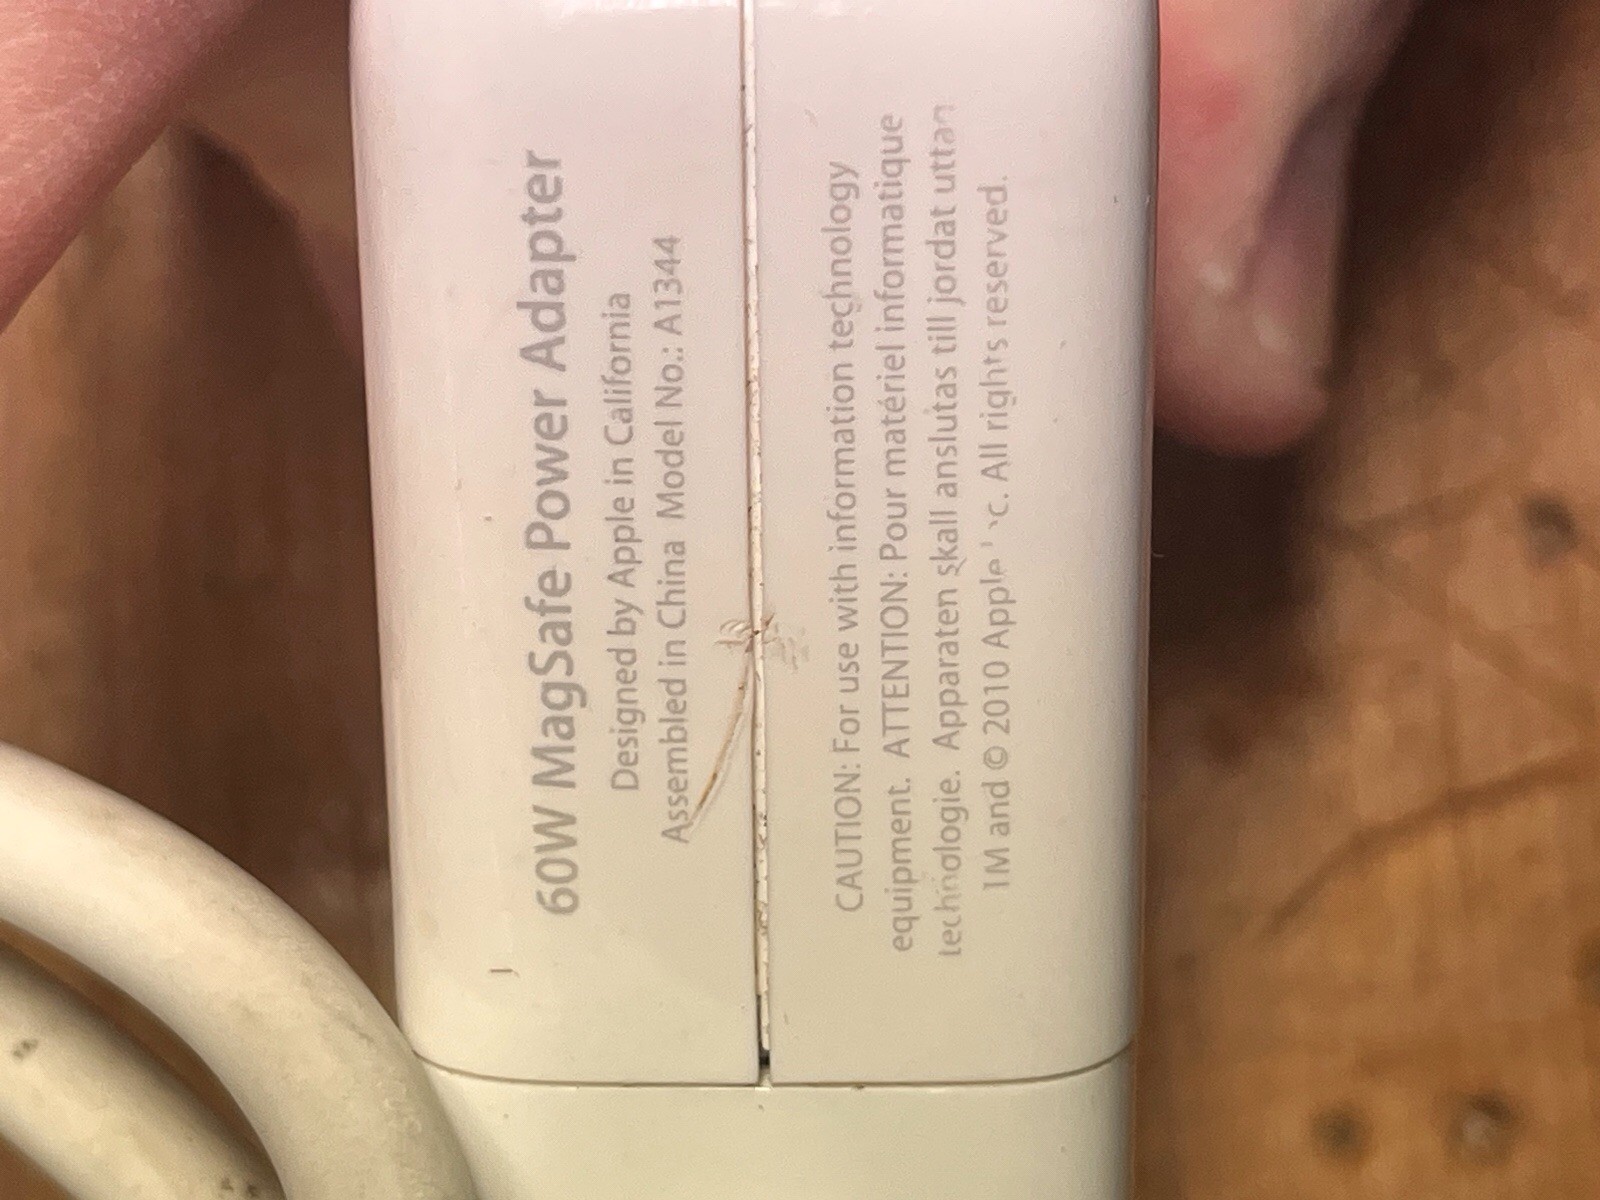 60W MagSafe Power Adapter
Designed by Apple in California
Assembled in China Model No.: A1344
CAUTION: For use with information technology
equipment. ATTENTION: Pour matériel informatique
technologie. Apparaten skall anslutas till jordat uttan
TM and © 2010 Apple All rights reserved.